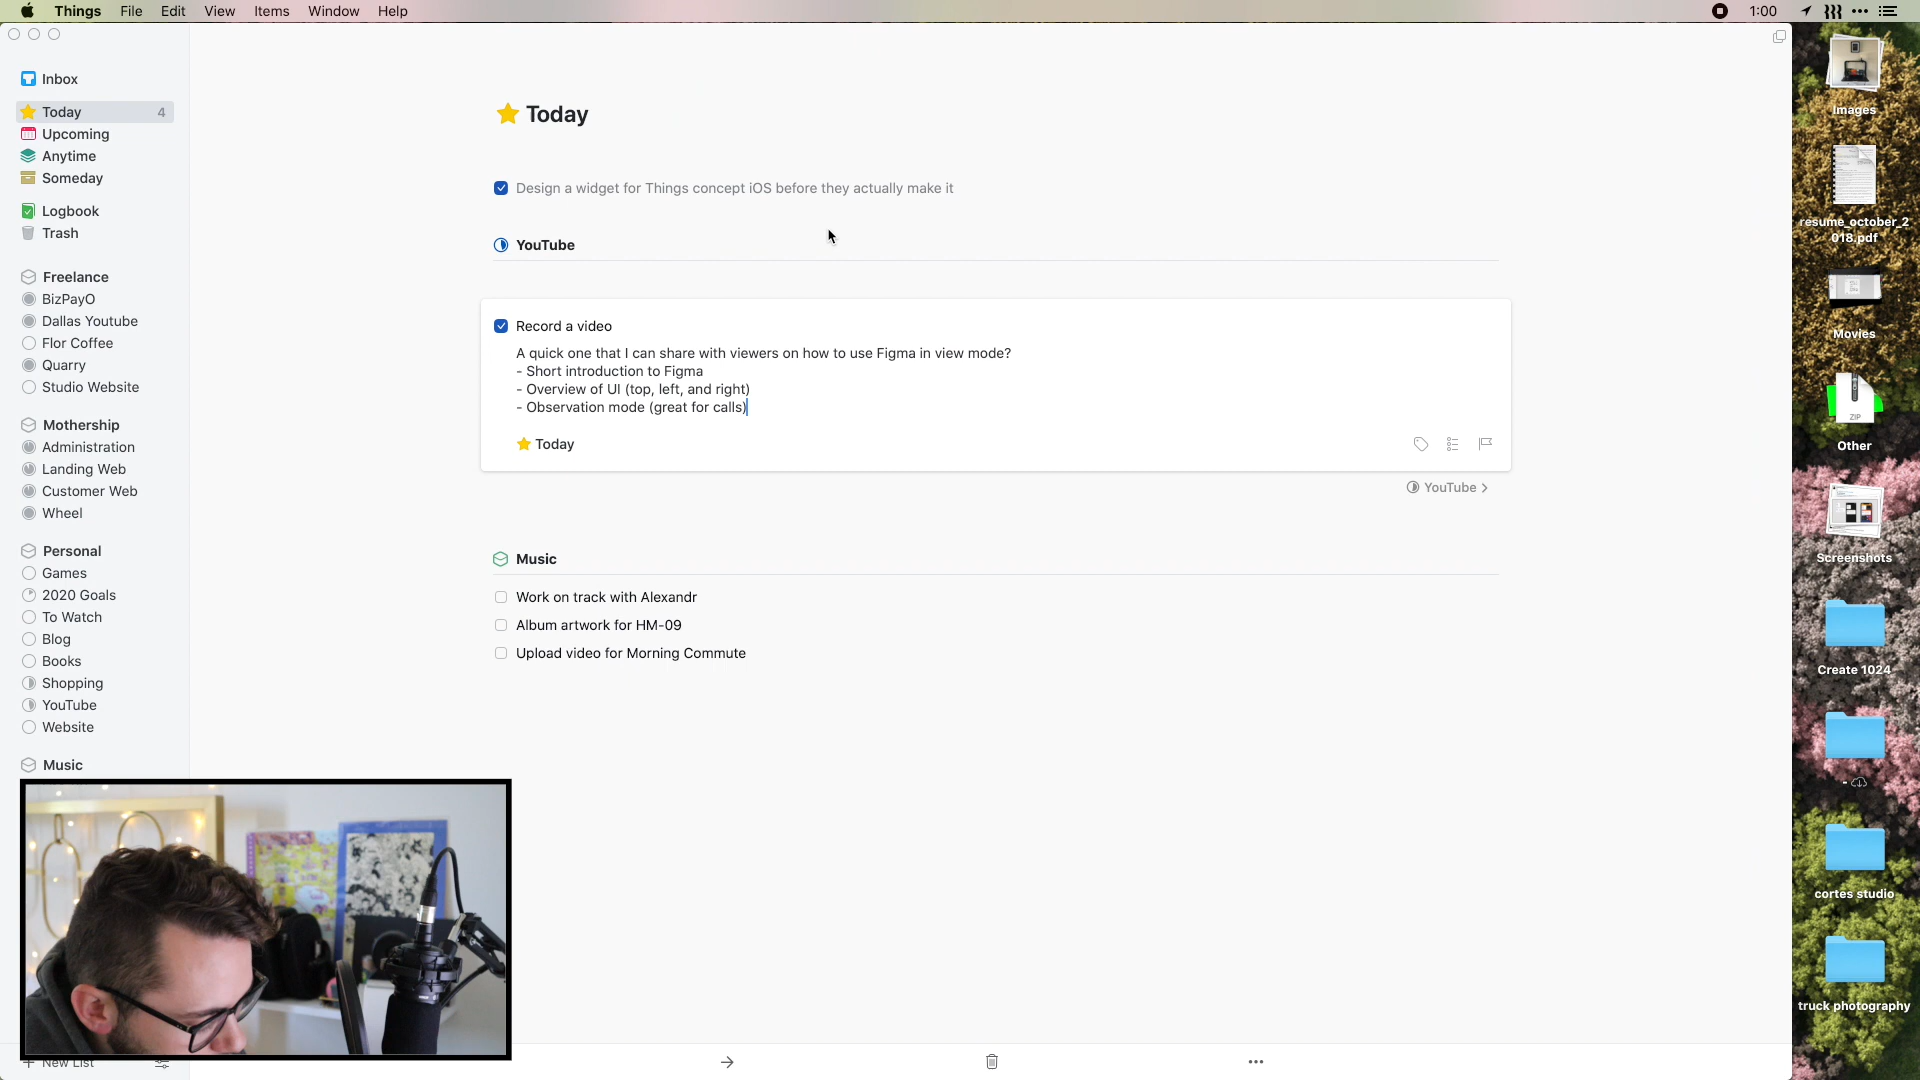 Things File Edit View Items Window Help
1:00
Inbox
Today 4
Upcoming
Anytime
Someday
Logbook
Trash
Freelance
BizPayO
Dallas Youtube
Flor Coffee
Quarry
Studio Website
Mothership
Administration
Landing Web
Customer Web
Wheel
Personal
Games
2020 Goals
To Watch
Blog
Books
Shopping
YouTube
Website
Music
New List
Today
Design a widget for Things concept iOS before they actually make it
YouTube
Record a video
A quick one that I can share with viewers on how to use Figma in view mode?
- Short introduction to Figma
- Overview of UI (top, left, and right)
- Observation mode (great for calls)
Today
YouTube
Music
Work on track with Alexandr
Album artwork for HM-09
Upload video for Morning Commute
Images
resume_october_2
018.pdf
Movies
ZIP
Other
Screenshots
Create 1024
-
cortes studio
truck photography